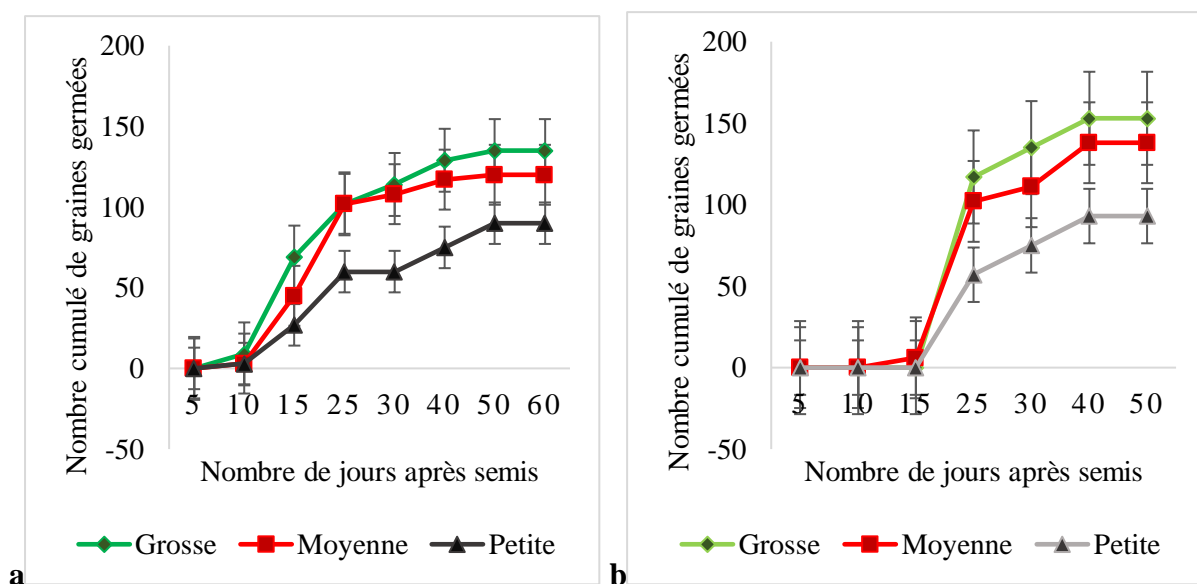 200
150
100
50
0
-50
Nombre cumulé de graines germées
5 10 15 25 30 40 50 60
Nombre de jours après semis
Grosse Moyenne Petite
a
200
150
100
50
0
-50
Nombre cumulé de graines germées
5 10 15 25 30 40 50
Nombre de jours après semis
Grosse Moyenne Petite
b